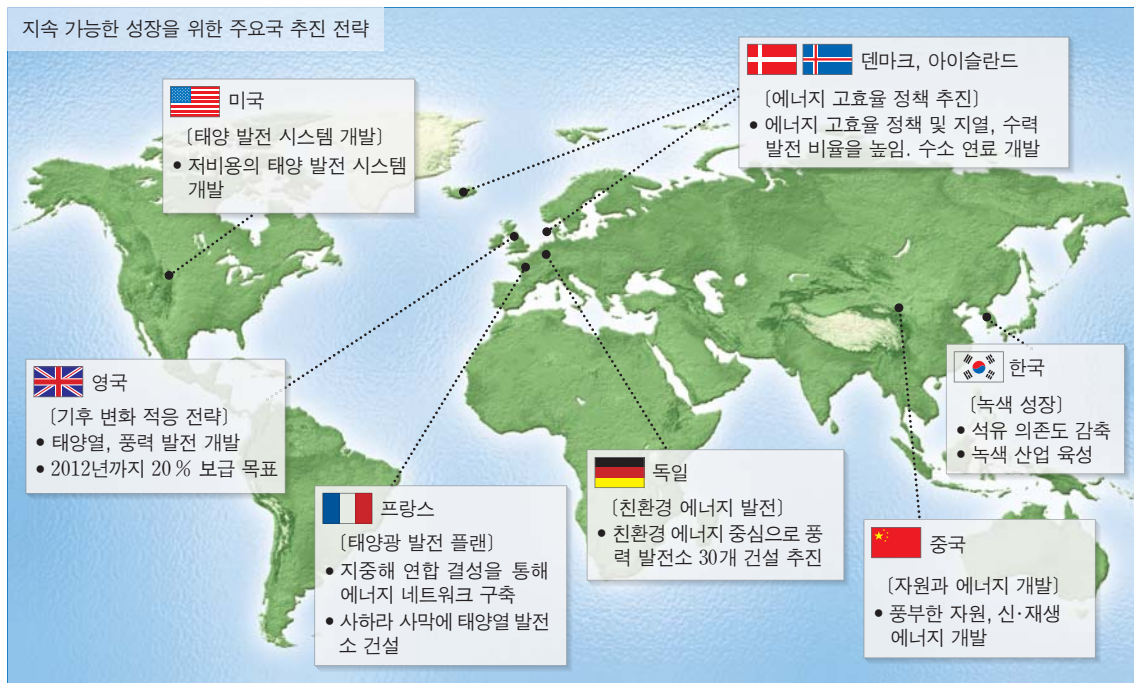 지속 가능한 성장을 위한 주요국 추진 전략
미국
〔태양 발전 시스템 개발〕
• 저비용의 태양 발전 시스템
개발
덴마크, 아이슬란드
〔에너지 고효율 정책 추진〕
• 에너지 고효율 정책 및 지열, 수력
발전 비율을 높임. 수소 연료 개발
영국
〔기후 변화 적응 전략〕
• 태양열, 풍력 발전 개발
• 2012년까지 20 % 보급 목표
프랑스
〔태양광 발전 플랜〕
• 지중해 연합 결성을 통해
에너지 네트워크 구축
• 사하라 사막에 태양열 발전
소 건설
독일
〔친환경 에너지 발전〕
• 친환경 에너지 중심으로 풍
력 발전소 30개 건설 추진
한국
〔녹색 성장〕
• 석유 의존도 감축
• 녹색 산업 육성
중국
〔자원과 에너지 개발〕
• 풍부한 자원, 신·재생
에너지 개발